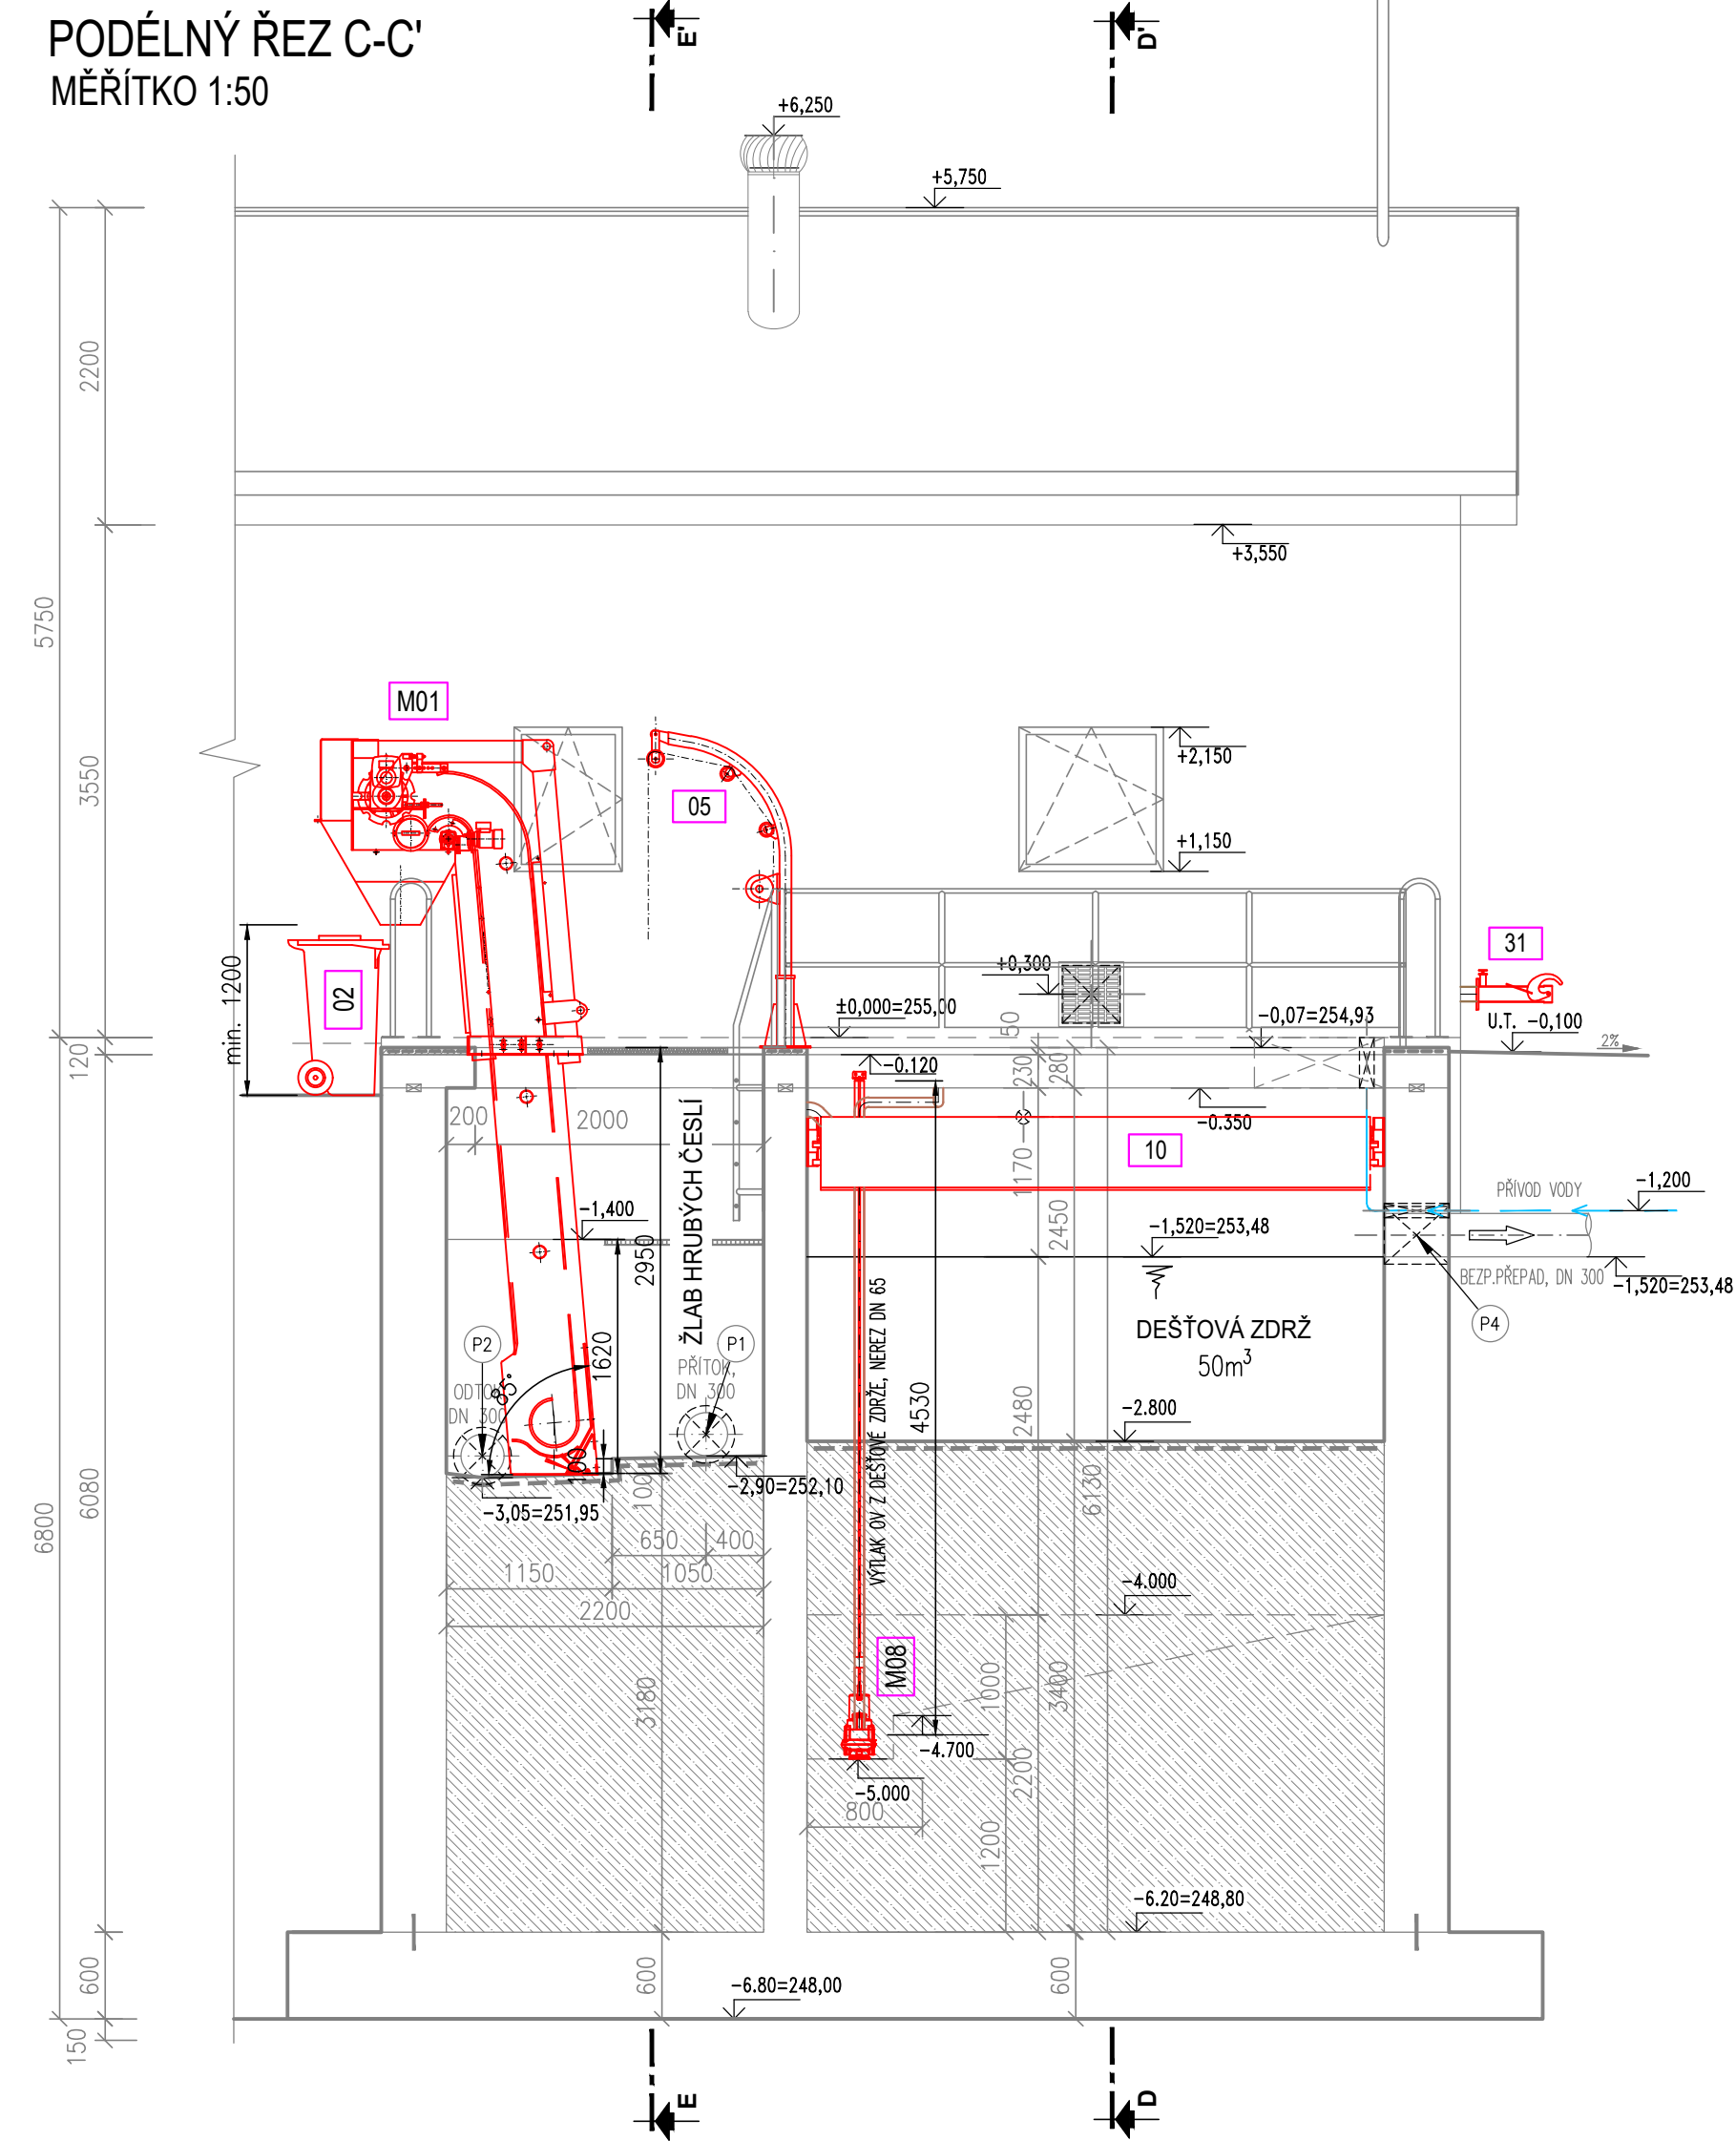 PODÉLNÝ ŘEZ C-C'
MĚŘÍTKO 1:50
E'
D'
+6,250
+5,750
2200
+3,550
5750
3550
M01
05
+2,150
+1,150
31
02
min. 1200
+0,300
±0,000=255,00
50
-0,07=254,93
U.T. -0,100
2%
120
-0.120
230
280
-0.350
200
2000
10
1170
-1,400
2950
ŽLAB HRUBÝCH ČESLÍ
2450
-1,520=253,48
PŘÍVOD VODY
-1,200
BEZP.PŘEPAD, DN 300
-1,520=253,48
P4
P2
P1
1620
PŘÍTOK,
DN 300
ODTOK
DN 300
85°
100
100
VÝTLAK OV Z DEŠŤOVÉ ZDRŽE, NEREZ DN 65
4530
DEŠŤOVÁ ZDRŽ
50m³
2480
-2.800
-2,90=252,10
-3,05=251,95
6130
6800
6080
650
400
1150
1050
2200
-4.000
M08
3180
1000
3400
-4.700
2200
-5.000
800
1200
-6.20=248,80
600
600
600
-6.80=248,00
150
E
D